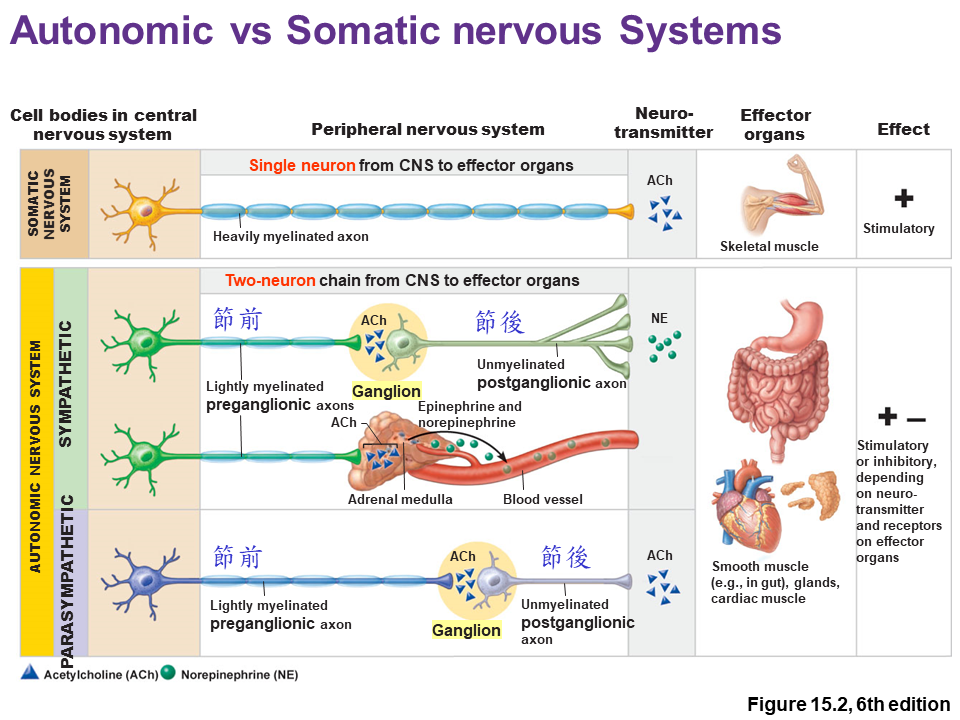 Autonomic vs Somatic nervous Systems
Cell bodies in central
nervous system
Peripheral nervous system
Neuro-
transmitter
Effector
organs
Effect
SOMATIC
NERVOUS
SYSTEM
Single neuron from CNS to effector organs
Heavily myelinated axon
ACh
Skeletal muscle
+
Stimulatory
AUTONOMIC NERVOUS SYSTEM
SYMPATHETIC
Two-neuron chain from CNS to effector organs
節前
ACh
節後
NE
Lightly myelinated
preganglionic axons
Ganglion
Unmyelinated
postganglionic axon
ACh
Epinephrine and
norepinephrine
Adrenal medulla
Blood vessel
PARASYMPATHETIC
節前
ACh
節後
ACh
Lightly myelinated
preganglionic axon
Ganglion
Unmyelinated
postganglionic
axon
Smooth muscle
(e.g., in gut), glands,
cardiac muscle
+ –
Stimulatory
or inhibitory,
depending
on neuro-
transmitter
and receptors
on effector
organs
Acetylcholine (ACh)
Norepinephrine (NE)
Figure 15.2, 6th edition